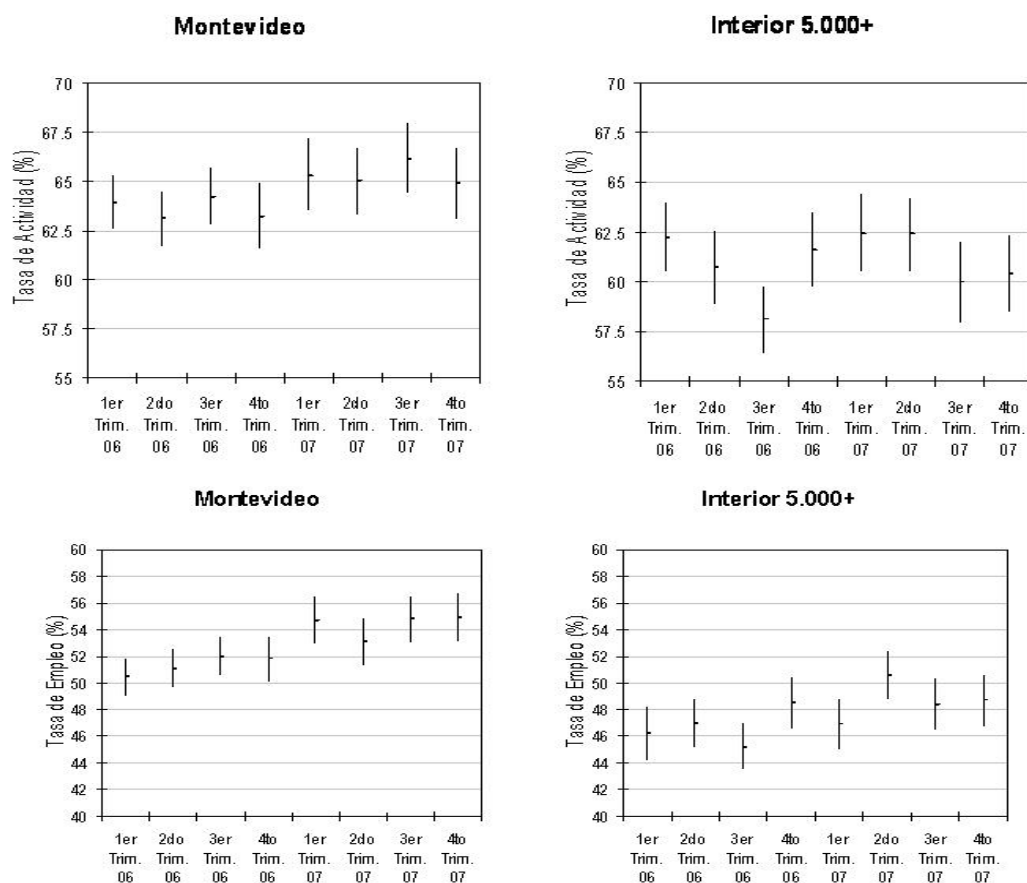 Montevideo
Tasa de Actividad (%)
70
67.5
65
62.5
60
57.5
55
1er 2do 3er 4to 1er 2do 3er 4to
Trim. Trim. Trim. Trim. Trim. Trim. Trim. Trim.
06 06 06 06 07 07 07 07
Interior 5.000+
Tasa de Actividad (%)
70
67.5
65
62.5
60
57.5
55
1er 2do 3er 4to 1er 2do 3er 4to
Trim. Trim. Trim. Trim. Trim. Trim. Trim. Trim.
06 06 06 06 07 07 07 07
Montevideo
Tasa de Empleo (%)
60
58
56
54
52
50
48
46
44
42
40
1er 2do 3er 4to 1er 2do 3er 4to
Trim. Trim. Trim. Trim. Trim. Trim. Trim. Trim.
06 06 06 06 07 07 07 07
Interior 5.000+
Tasa de Empleo (%)
60
58
56
54
52
50
48
46
44
42
40
1er 2do 3er 4to 1er 2do 3er 4to
Trim. Trim. Trim. Trim. Trim. Trim. Trim. Trim.
06 06 06 06 07 07 07 07